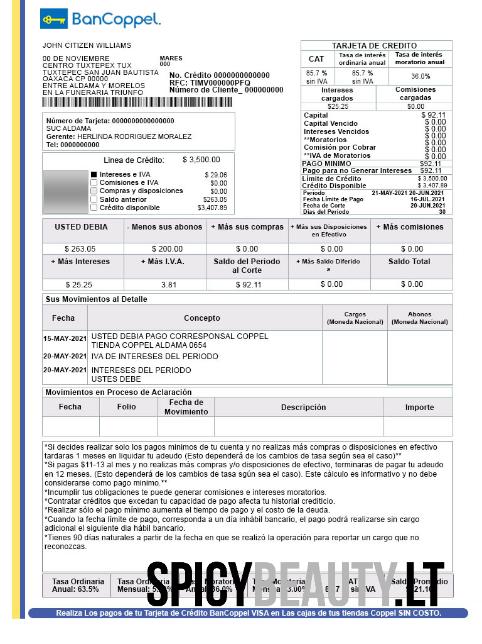 BanCoppel.
JOHN CITIZEN WILLIAMS
00 DE NOVIEMBRE MARES
CENTRO TUXTEPEX TUX 000
TUXTEPEC SAN JUAN BAUTISTA
OAXACA CP 00000
ENTRE ALDAMA Y MORELOS
EN LA FUNERARIA TRIUNFO
No. Crédito 0000000000000
RFC: TIMV000000PFQ
Número de Cliente_ 000000000
Número de Tarjeta: 0000000000000000
SUC ALDAMA
Gerente: HERLINDA RODRIGUEZ MORALEZ
Tel: 0000000000
Linea de Crédito: $ 3,500.00
Intereses e IVA $ 29.06
Comisiones e IVA $0.00
Compras y disposiciones $0.00
Saldo anterior $263.05
Crédito disponible $3,407.89
TARJETA DE CREDITO
CAT Tasa de interés ordinaria anual Tasa de interés moratorio anual
85.7 % sin IVA 85.7 % sin IVA 36.0%
Intereses cargados Comisiones cargadas
$25.25 $0.00
Capital $ 92.11
Capital Vencido $ 0.00
Intereses Vencidos $ 0.00
**Moratorios $ 0.00
Comisión por Cobrar $ 0.00
**IVA de Moratorios $ 0.00
PAGO MINIMO $92.11
Pago para no Generar Intereses $92.11
Límite de Crédito $ 3,500.00
Crédito Disponible $ 3,407.89
Periodo 21-MAY-2021 20-JUN.2021
Fecha Límite de Pago 16-JUL.2021
Fecha de Corte 20-JUN.2021
Días del Periodo 30
USTED DEBIA - Menos sus abonos + Más sus compras + Más sus Disposiciones en Efectivo + Más comisiones
$ 263.05 $ 200.00 $ 0.00 $ 0.00 $ 0.00
+ Más Intereses + Más I.V.A. Saldo del Periodo al Corte + Más Saldo Diferido a Saldo Total
$ 25.25 3.81 $ 92.11 $ 0.00 $ 0.00
Sus Movimientos al Detalle
Fecha Concepto Cargos (Moneda Nacional) Abonos (Moneda Nacional)
15-MAY-2021 USTED DEBIA PAGO CORRESPONSAL COPPEL
TIENDA COPPEL ALDAMA 0654
20-MAY-2021 IVA DE INTERESES DEL PERIODO
20-MAY-2021 INTERESES DEL PERIODO
USTES DEBE
Movimientos en Proceso de Aclaración
Fecha Folio Fecha de Movimiento Descripción Importe
*Si decides realizar solo los pagos minimos de tu cuenta y no realizas más compras o disposiciones en efectivo
tardaras 1 meses en liquidar tu adeudo (Esto dependerá de los cambios de tasa según sea el caso)**
*Si pagas $11-13 al mes y no realizas más compras y/o disposiciones de efectivo, terminaras de pagar tu adeudo
en 12 meses. (Esto dependerá de los cambios de tasa según sea el caso). Este cálculo es informativo y no debe
considerarse como pago mínimo.**
*Incumplir tus obligaciones te puede generar comisiones e intereses moratorios.
*Contratar créditos que excedan tu capacidad de pago afecta tu historial crediticio.
*Realizar sólo el pago mínimo aumenta el tiempo de pago y el costo de la deuda.
*Cuando la fecha límite de pago, corresponda a un día inhábil bancario, el pago podrá realizarse sin cargo
adicional el siguiente día hábil bancario.
*Tienes 90 días naturales a partir de la fecha en que se realizó la operación para reportar un cargo que no
reconozcas.
SPICYBEAUTY.LT
Tasa Ordinaria Tasa Ordinaria
Anual: 63.5% Mensual:
Realiza Los pagos de tu Tarjeta de Crédito BanCoppel VISA en Las cajas de tus tiendas Coppel SIN COSTO.